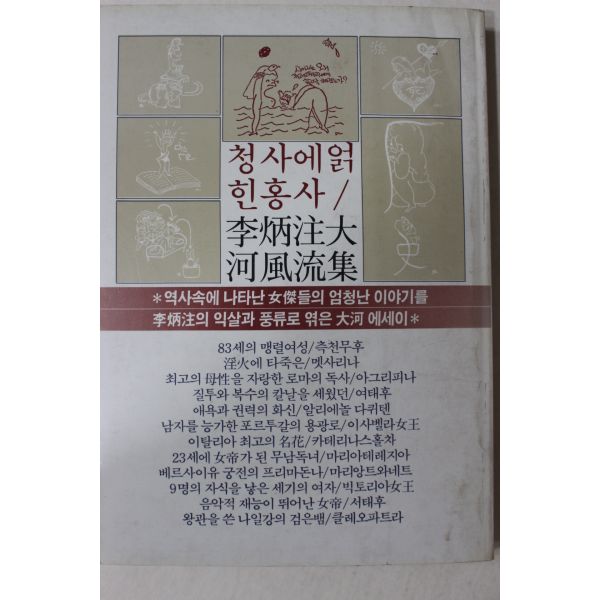 청사에얽
힌홍사/
李炳注大
河風流集
*역사속에 나타난 女傑들의 엄청난 이야기를
李炳注의 익살과 풍류로 엮은 大河 에세이*
83세의 맹렬여성/측천무후
淫火에 타죽은/멧사리나
최고의 母性을 자랑한 로마의 독사/아그리피나
질투와 복수의 칼날을 세웠던/여태후
애욕과 권력의 화신/알리에놀 다퀴텐
남자를 능가한 포르투갈의 용광로/이사벨라女王
이탈리아 최고의 名花/카테리나스홀차
23세에 女帝가 된 무남독녀/마리아테레지아
베르사이유 궁전의 프리마돈나/마리앙트와네트
9명의 자식을 낳은 세기의 여자/빅토리아女王
음악적 재능이 뛰어난 女帝/서태후
왕관을 쓴 나일강의 검은뱀/클레오파트라